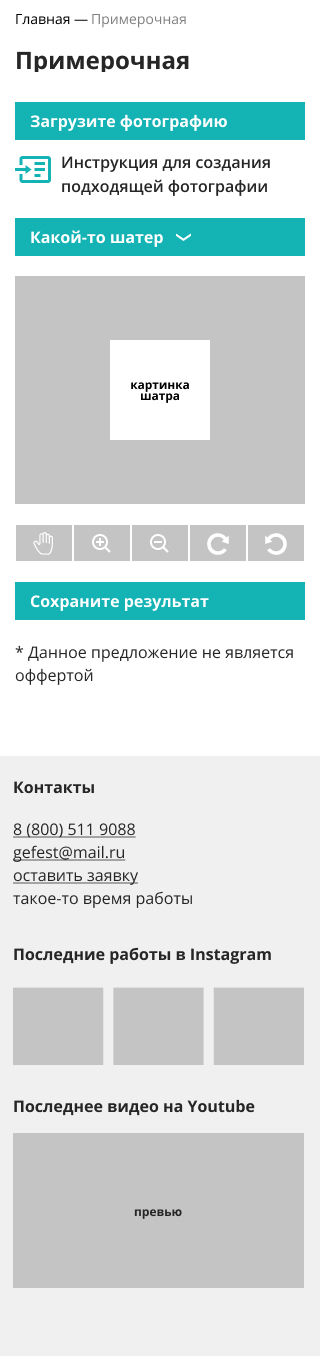 Главная — Примерочная
Примерочная
Загрузите фотографию
Инструкция для создания
подходящей фотографии
Какой-то шатер
картинка
шатра
Сохраните результат
* Данное предложение не является
оффертой
Контакты
8 (800) 511 9088
gefest@mail.ru
оставить заявку
такое-то время работы
Последние работы в Instagram
Последнее видео на Youtube
превью